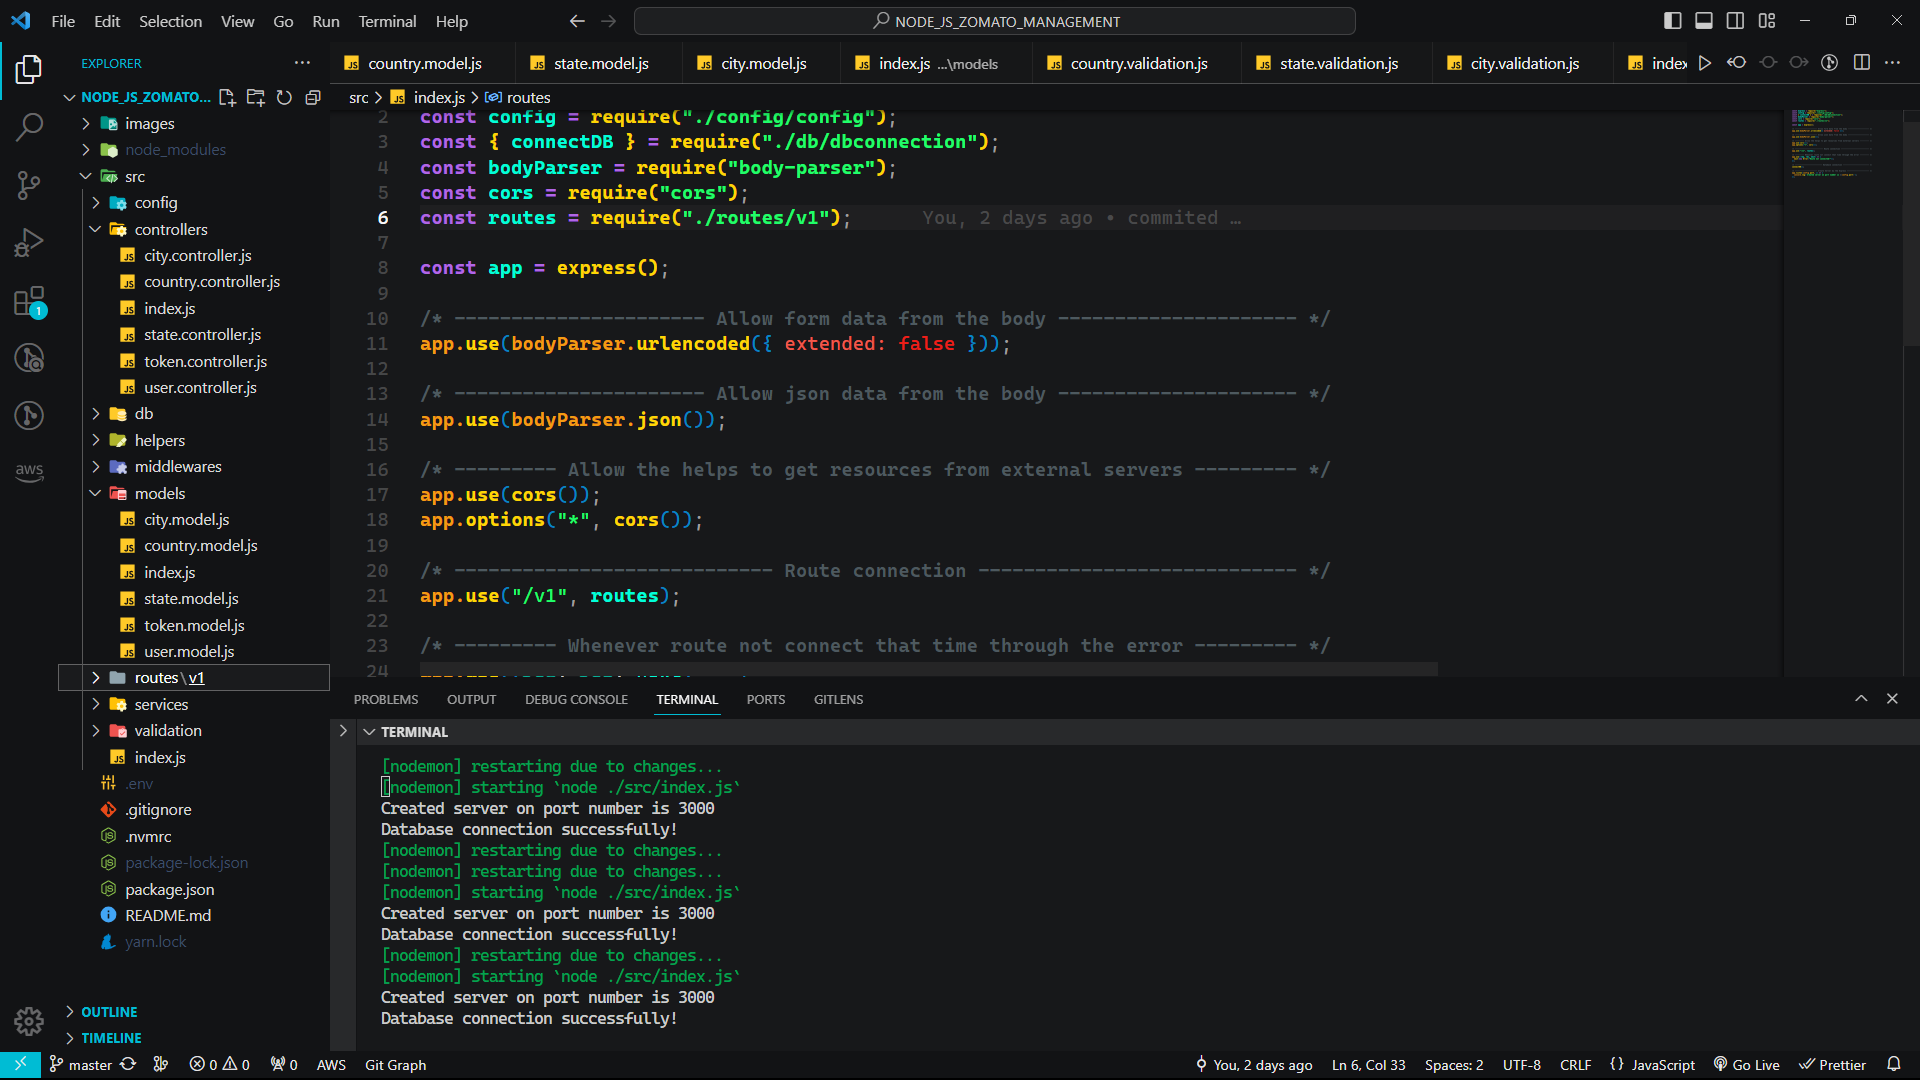 File Edit Selection View Go Run Terminal Help
NODE_JS_ZOMATO_MANAGEMENT
EXPLORER
country.model.js
state.model.js
city.model.js
index.js ...\models
country.validation.js
state.validation.js
city.validation.js
index
NODE_JS_ZOMATO...
images
node_modules
src
config
controllers
city.controller.js
country.controller.js
index.js
state.controller.js
token.controller.js
user.controller.js
db
helpers
middlewares
models
city.model.js
country.model.js
index.js
state.model.js
token.model.js
user.model.js
routes\v1
services
validation
index.js
.env
.gitignore
.nvmrc
package-lock.json
package.json
README.md
yarn.lock
OUTLINE
TIMELINE
1
aws
src > index.js > routes
2 const config = require("./config/config");
3 const { connectDB } = require("./db/dbconnection");
4 const bodyParser = require("body-parser");
5 const cors = require("cors");
6 const routes = require("./routes/v1"); You, 2 days ago • commited …
7
8 const app = express();
9
10 /* ---------------------- Allow form data from the body --------------------- */
11 app.use(bodyParser.urlencoded({ extended: false }));
12
13 /* ---------------------- Allow json data from the body --------------------- */
14 app.use(bodyParser.json());
15
16 /* --------- Allow the helps to get resources from external servers --------- */
17 app.use(cors());
18 app.options("*", cors());
19
20 /* ---------------------------- Route connection ---------------------------- */
21 app.use("/v1", routes);
22
23 /* --------- Whenever route not connect that time through the error --------- */
24
PROBLEMS OUTPUT DEBUG CONSOLE TERMINAL PORTS GITLENS
TERMINAL
[nodemon] restarting due to changes...
[nodemon] starting `node ./src/index.js`
Created server on port number is 3000
Database connection successfully!
[nodemon] restarting due to changes...
[nodemon] restarting due to changes...
[nodemon] starting `node ./src/index.js`
Created server on port number is 3000
Database connection successfully!
[nodemon] restarting due to changes...
[nodemon] starting `node ./src/index.js`
Created server on port number is 3000
Database connection successfully!
master 0 0 0 AWS Git Graph You, 2 days ago Ln 6, Col 33 Spaces: 2 UTF-8 CRLF {} JavaScript Go Live Prettier